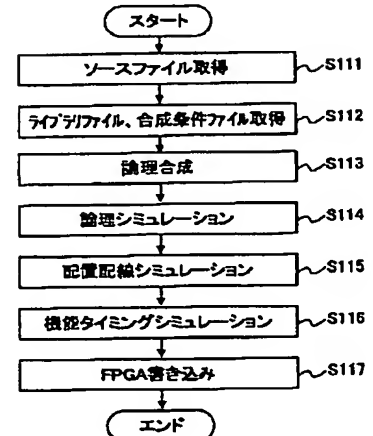 スタート
ソースファイル取得 S111
ライブラリファイル、合成条件ファイル取得 S112
論理合成 S113
論理シミュレーション S114
配置配線シミュレーション S115
機能タイミングシミュレーション S116
FPGA書き込み S117
エンド